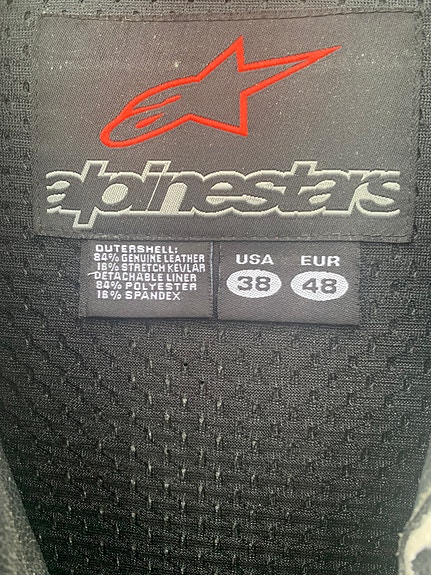 alpinestars
OUTERSHELL:
84% GENUINE LEATHER
16% STRETCH KEVLAR
DETACHABLE LINER
84% POLYESTER
16% SPANDEX
USA EUR
38 48